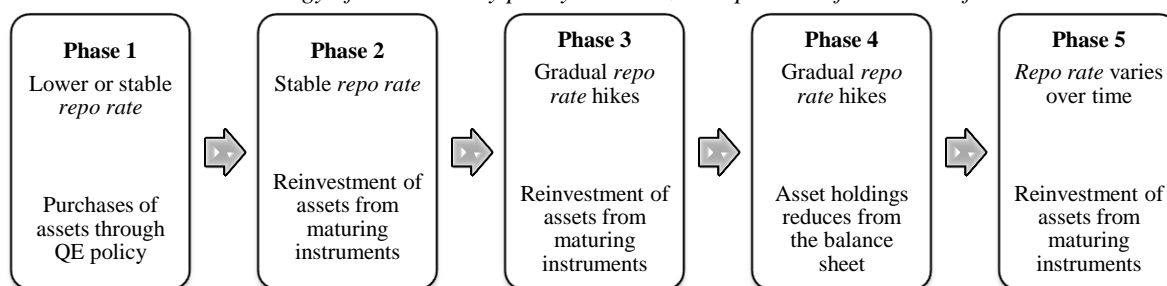 Phase 1
Lower or stable
repo rate
Purchases of
assets through
QE policy
Phase 2
Stable repo rate
Reinvestment of
assets from
maturing
instruments
Phase 3
Gradual repo
rate hikes
Reinvestment of
assets from
maturing
instruments
Phase 4
Gradual repo
rate hikes
Asset holdings
reduces from
the balance
sheet
Phase 5
Repo rate varies
over time
Reinvestment of
assets from
maturing
instruments